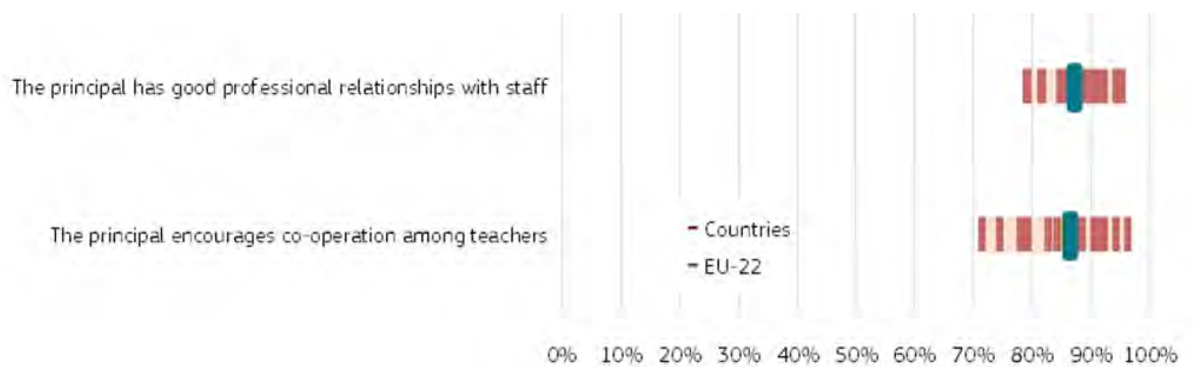 The principal has good professional relationships with staff
The principal encourages co-operation among teachers
Countries
EU-22
0% 10% 20% 30% 40% 50% 60% 70% 80% 90% 100%